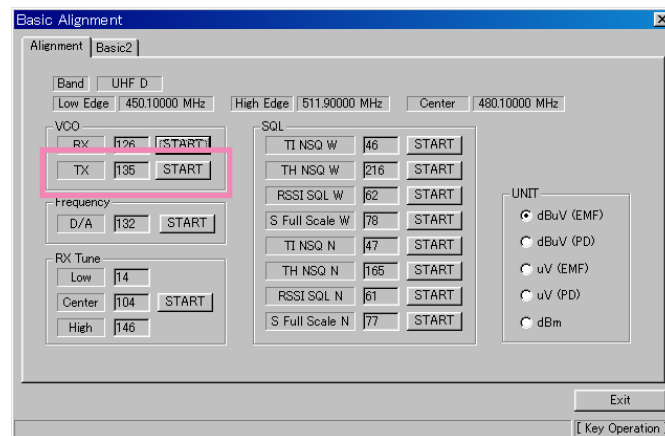 Basic Alignment
Alignment Basic2
Band UHF D
Low Edge 450.10000 MHz High Edge 511.90000 MHz Center 480.10000 MHz
VCO
RX 126 START
TX 135 START
Frequency
D/A 132 START
RX Tune
Low 14
Center 104 START
High 146
SQL
TI NSQ W 46 START
TH NSQ W 216 START
RSSI SQL W 62 START
S Full Scale W 78 START
TI NSQ N 47 START
TH NSQ N 165 START
RSSI SQL N 61 START
S Full Scale N 77 START
UNIT
dBuV (EMF)
dBuV (PD)
uV (EMF)
uV (PD)
dBm
Exit
[ Key Operation